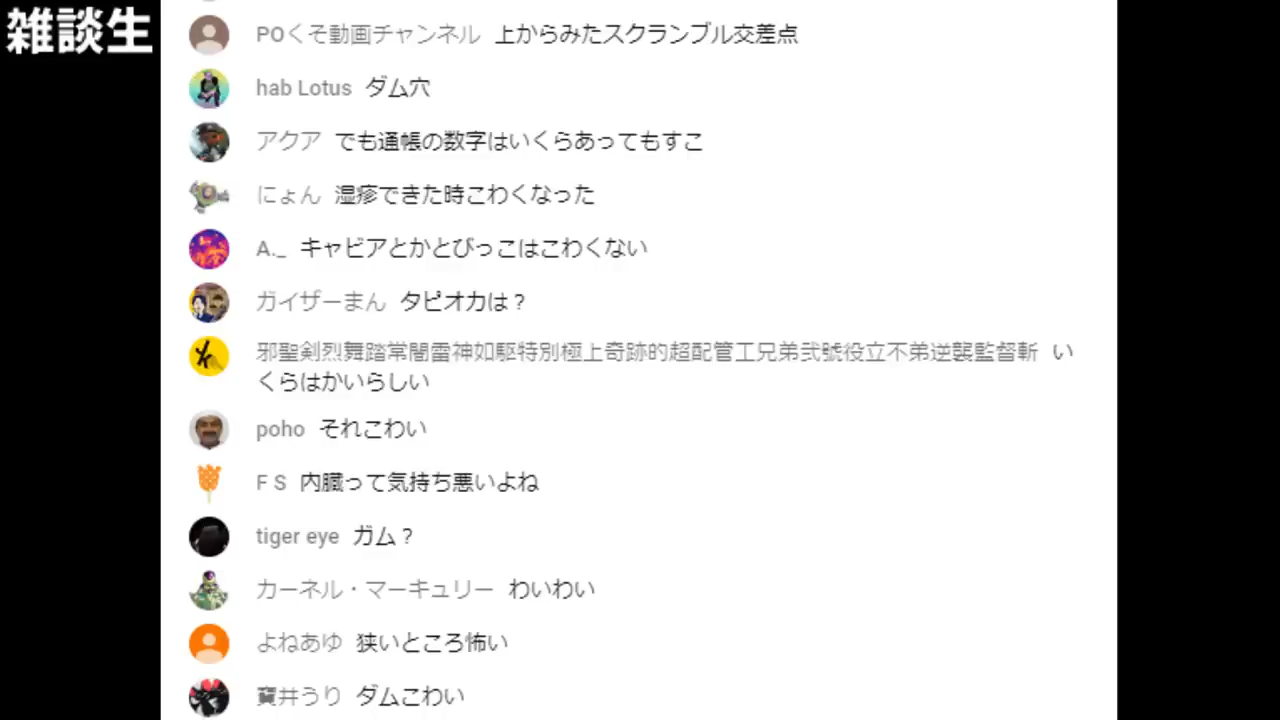 雑談生
POくそ動画チャンネル 上からみたスクランブル交差点
hab Lotus ダム穴
アクア でも通帳の数字はいくらあってもすこ
にょん 湿疹できた時こわくなった
A._ キャビアとかとびっこはこわくない
ガイザーまん タピオカは？
邪聖剣烈舞踏常闇雷神如駆特別極上奇跡的超配管工兄弟弐號役立不弟逆襲監督斬 い
くらはかいらしい
poho それこわい
F S 内臓って気持ち悪いよね
tiger eye ガム？
カーネル・マーキュリー わいわい
よねあゆ 狭いところ怖い
寶井うり ダムこわい